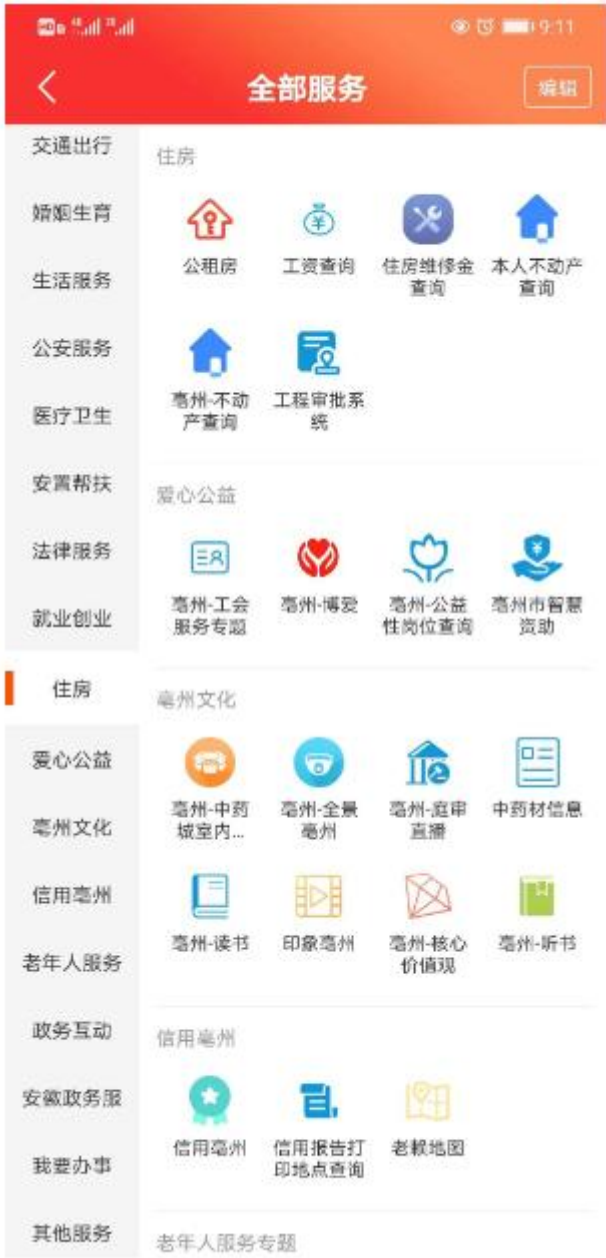 9:11
全部服务
编辑
交通出行
婚姻生育
生活服务
公安服务
医疗卫生
安置帮扶
法律服务
就业创业
住房
爱心公益
亳州文化
信用亳州
老年人服务
政务互动
安徽政务服
我要办事
其他服务
住房
公租房
工资查询
住房维修金
查询
本人不动产
查询
亳州-不动
产查询
工程审批系
统
爱心公益
亳州-工会
服务专题
亳州-博爱
亳州-公益
性岗位查询
亳州市智慧
资助
亳州文化
亳州-中药
城室内...
亳州-全景
亳州
亳州-庭审
直播
中药材信息
亳州-读书
印象亳州
亳州-核心
价值观
亳州-听书
信用亳州
信用亳州
信用报告打
印地点查询
老赖地图
老年人服务专题